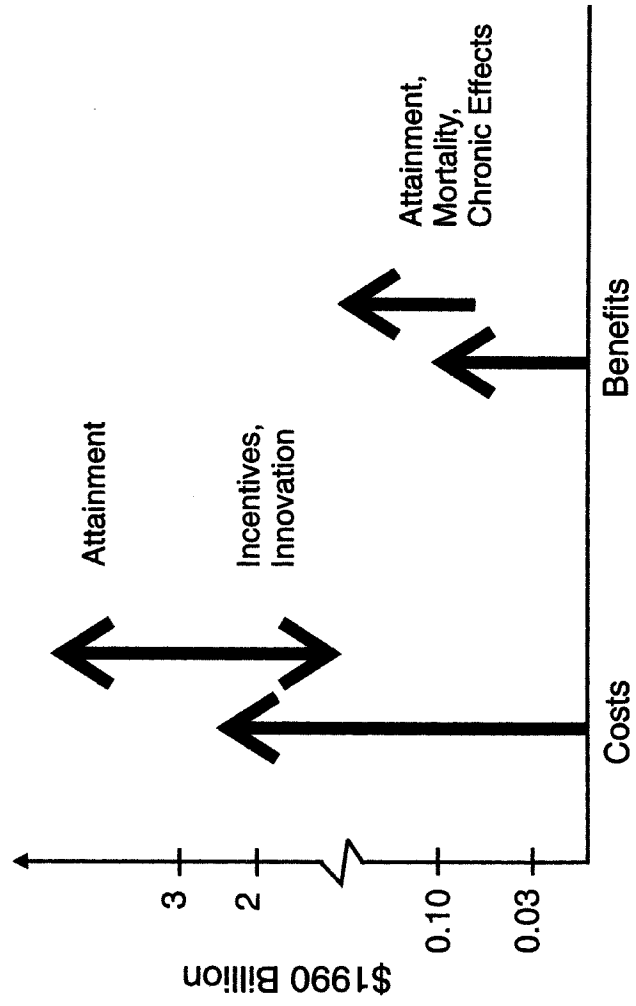 $1990 Billion
3
2
0.10
0.03
Attainment
Incentives,
Innovation
Attainment,
Mortality,
Chronic Effects
Costs
Benefits